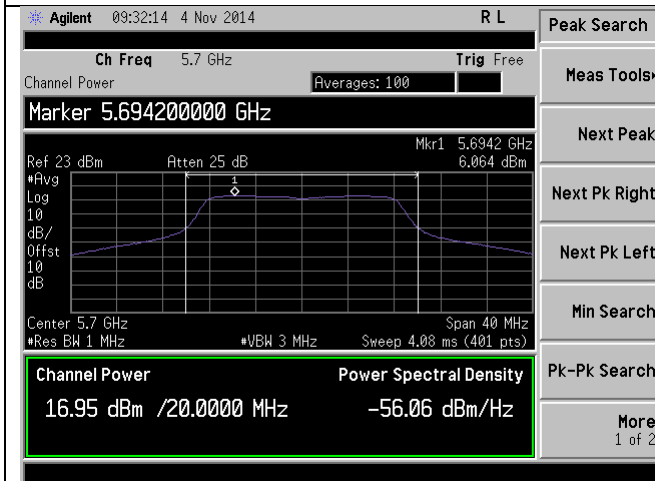 Agilent 09:32:14 4 Nov 2014 R L
Peak Search
Ch Freq 5.7 GHz Trig Free
Channel Power Averages: 100
Meas Tools
Marker 5.694200000 GHz
Next Peak
Mkr1 5.6942 GHz
Ref 23 dBm Atten 25 dB 6.064 dBm
#Avg
1
Log
10
dB/
Offst
10
dB
Next Pk Right
Next Pk Left
Center 5.7 GHz Span 40 MHz
#Res BW 1 MHz #VBW 3 MHz Sweep 4.08 ms (401 pts)
Min Search
Channel Power Power Spectral Density
16.95 dBm /20.0000 MHz -56.06 dBm/Hz
Pk-Pk Search
More
1 of 2